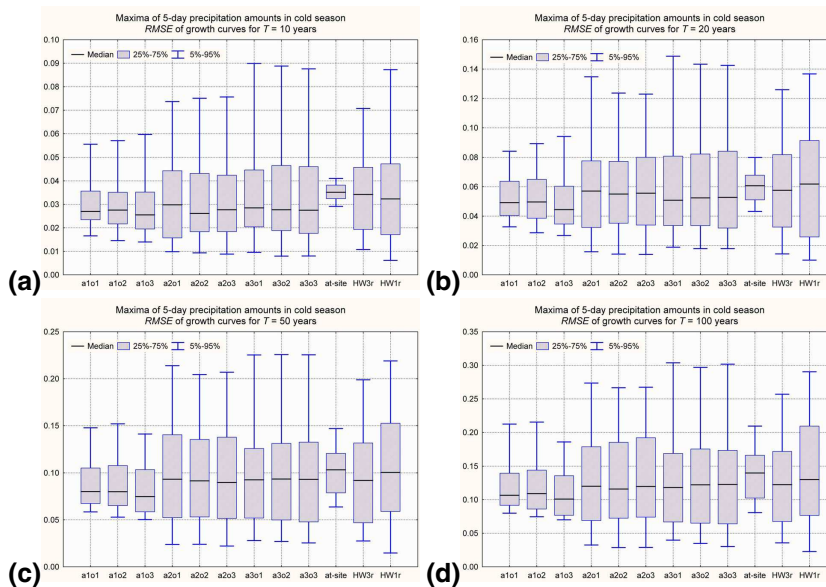 Maxima of 5-day precipitation amounts in cold season
RMSE of growth curves for T = 10 years
Median 25%-75% 5%-95%
0.10
0.09
0.08
0.07
0.06
0.05
0.04
0.03
0.02
0.01
0.00
a1o1 a1o2 a1o3 a2o1 a2o2 a2o3 a3o1 a3o2 a3o3 at-site HW3r HW1r
(a)
Maxima of 5-day precipitation amounts in cold season
RMSE of growth curves for T = 20 years
Median 25%-75% 5%-95%
0.16
0.14
0.12
0.10
0.08
0.06
0.04
0.02
0.00
a1o1 a1o2 a1o3 a2o1 a2o2 a2o3 a3o1 a3o2 a3o3 at-site HW3r HW1r
(b)
Maxima of 5-day precipitation amounts in cold season
RMSE of growth curves for T = 50 years
Median 25%-75% 5%-95%
0.25
0.20
0.15
0.10
0.05
0.00
a1o1 a1o2 a1o3 a2o1 a2o2 a2o3 a3o1 a3o2 a3o3 at-site HW3r HW1r
(c)
Maxima of 5-day precipitation amounts in cold season
RMSE of growth curves for T = 100 years
Median 25%-75% 5%-95%
0.35
0.30
0.25
0.20
0.15
0.10
0.05
0.00
a1o1 a1o2 a1o3 a2o1 a2o2 a2o3 a3o1 a3o2 a3o3 at-site HW3r HW1r
(d)